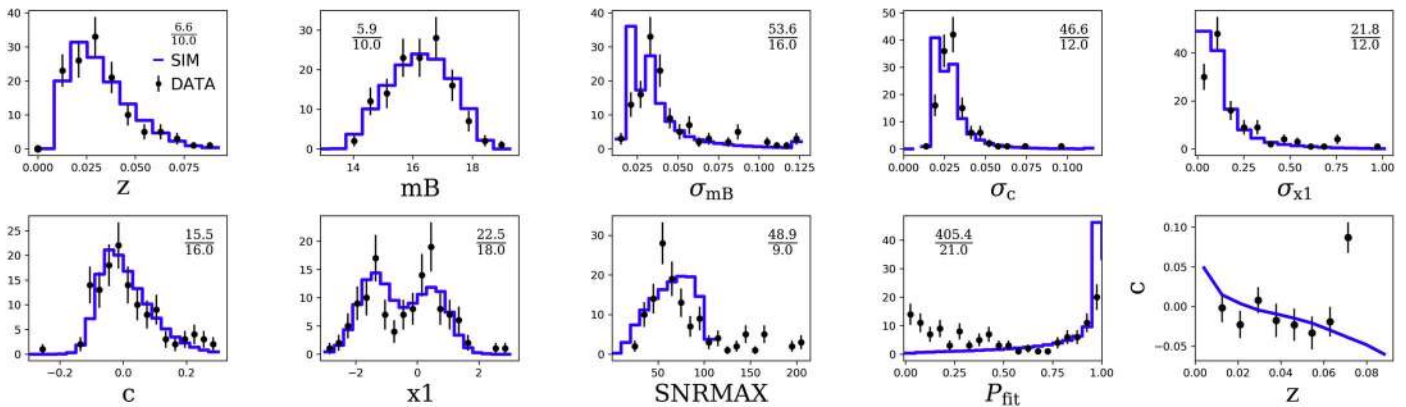 40
30
20
10
0
6.6
10.0
SIM
DATA
0.000 0.025 0.050 0.075
z
30
20
10
0
5.9
10.0
14 16 18
mB
40
30
20
10
0
53.6
16.0
0.025 0.050 0.075 0.100 0.125
σmB
40
20
0
46.6
12.0
0.000 0.025 0.050 0.075 0.100
σc
40
20
0
21.8
12.0
0.00 0.25 0.50 0.75 1.00
σx1
25
20
15
10
5
0
15.5
16.0
−0.2 0.0 0.2
c
20
15
10
5
0
22.5
18.0
−2 0 2
x1
30
20
10
0
48.9
9.0
50 100 150 200
SNRMAX
40
20
0
405.4
21.0
0.00 0.25 0.50 0.75 1.00
Pfit
c
0.10
0.05
0.00
−0.05
0.00 0.02 0.04 0.06 0.08
z